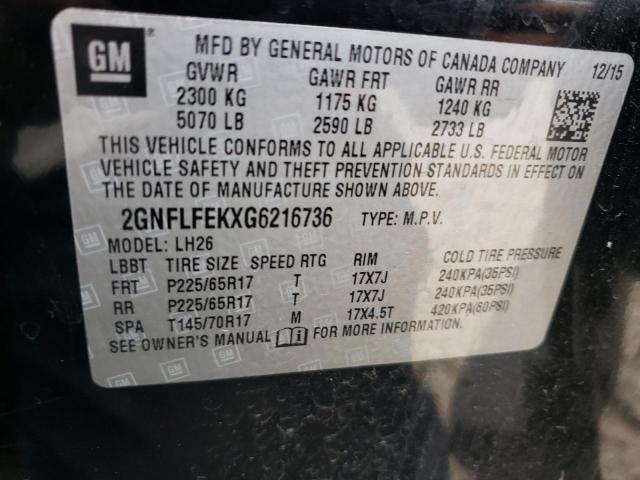 GM
MFD BY GENERAL MOTORS OF CANADA COMPANY 12/15
GVWR GAWR FRT GAWR RR
2300 KG 1175 KG 1240 KG
5070 LB 2590 LB 2733 LB
THIS VEHICLE CONFORMS TO ALL APPLICABLE U.S. FEDERAL MOTOR
VEHICLE SAFETY AND THEFT PREVENTION STANDARDS IN EFFECT ON
THE DATE OF MANUFACTURE SHOWN ABOVE.
2GNFLFEKXG6216736 TYPE: M.P.V.
MODEL: LH26
LBBT TIRE SIZE SPEED RTG RIM COLD TIRE PRESSURE
FRT P225/65R17 T 17X7J 240KPA(35PSI)
RR P225/65R17 T 17X7J 240KPA(35PSI)
SPA T145/70R17 M 17X4.5T 420KPA(60PSI)
SEE OWNER'S MANUAL FOR MORE INFORMATION.